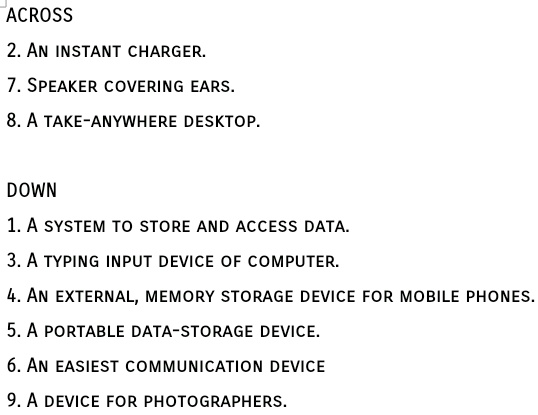 ACROSS
2. An instant charger.
7. Speaker covering ears.
8. A take-anywhere desktop.
DOWN
1. A system to store and access data.
3. A typing input device of computer.
4. An external, memory storage device for mobile phones.
5. A portable data-storage device.
6. An easiest communication device
9. A device for photographers.